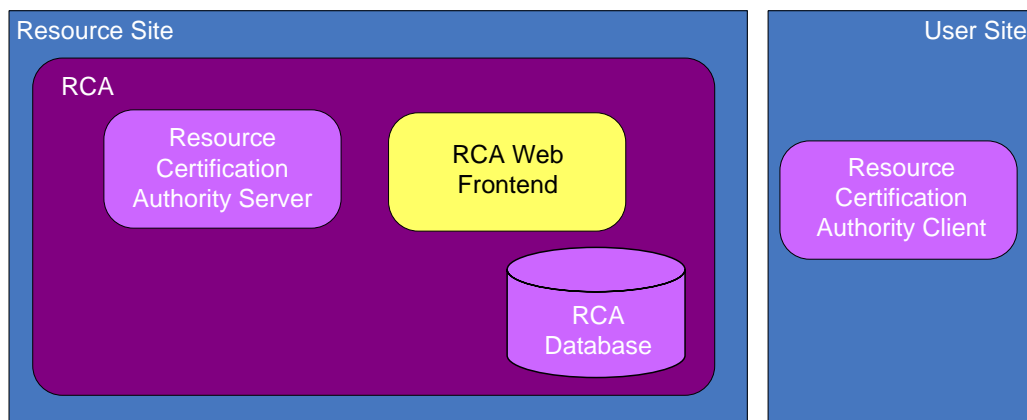 Resource Site
RCA
Resource
Certification
Authority Server
RCA Web
Frontend
RCA
Database
User Site
Resource
Certification
Authority Client